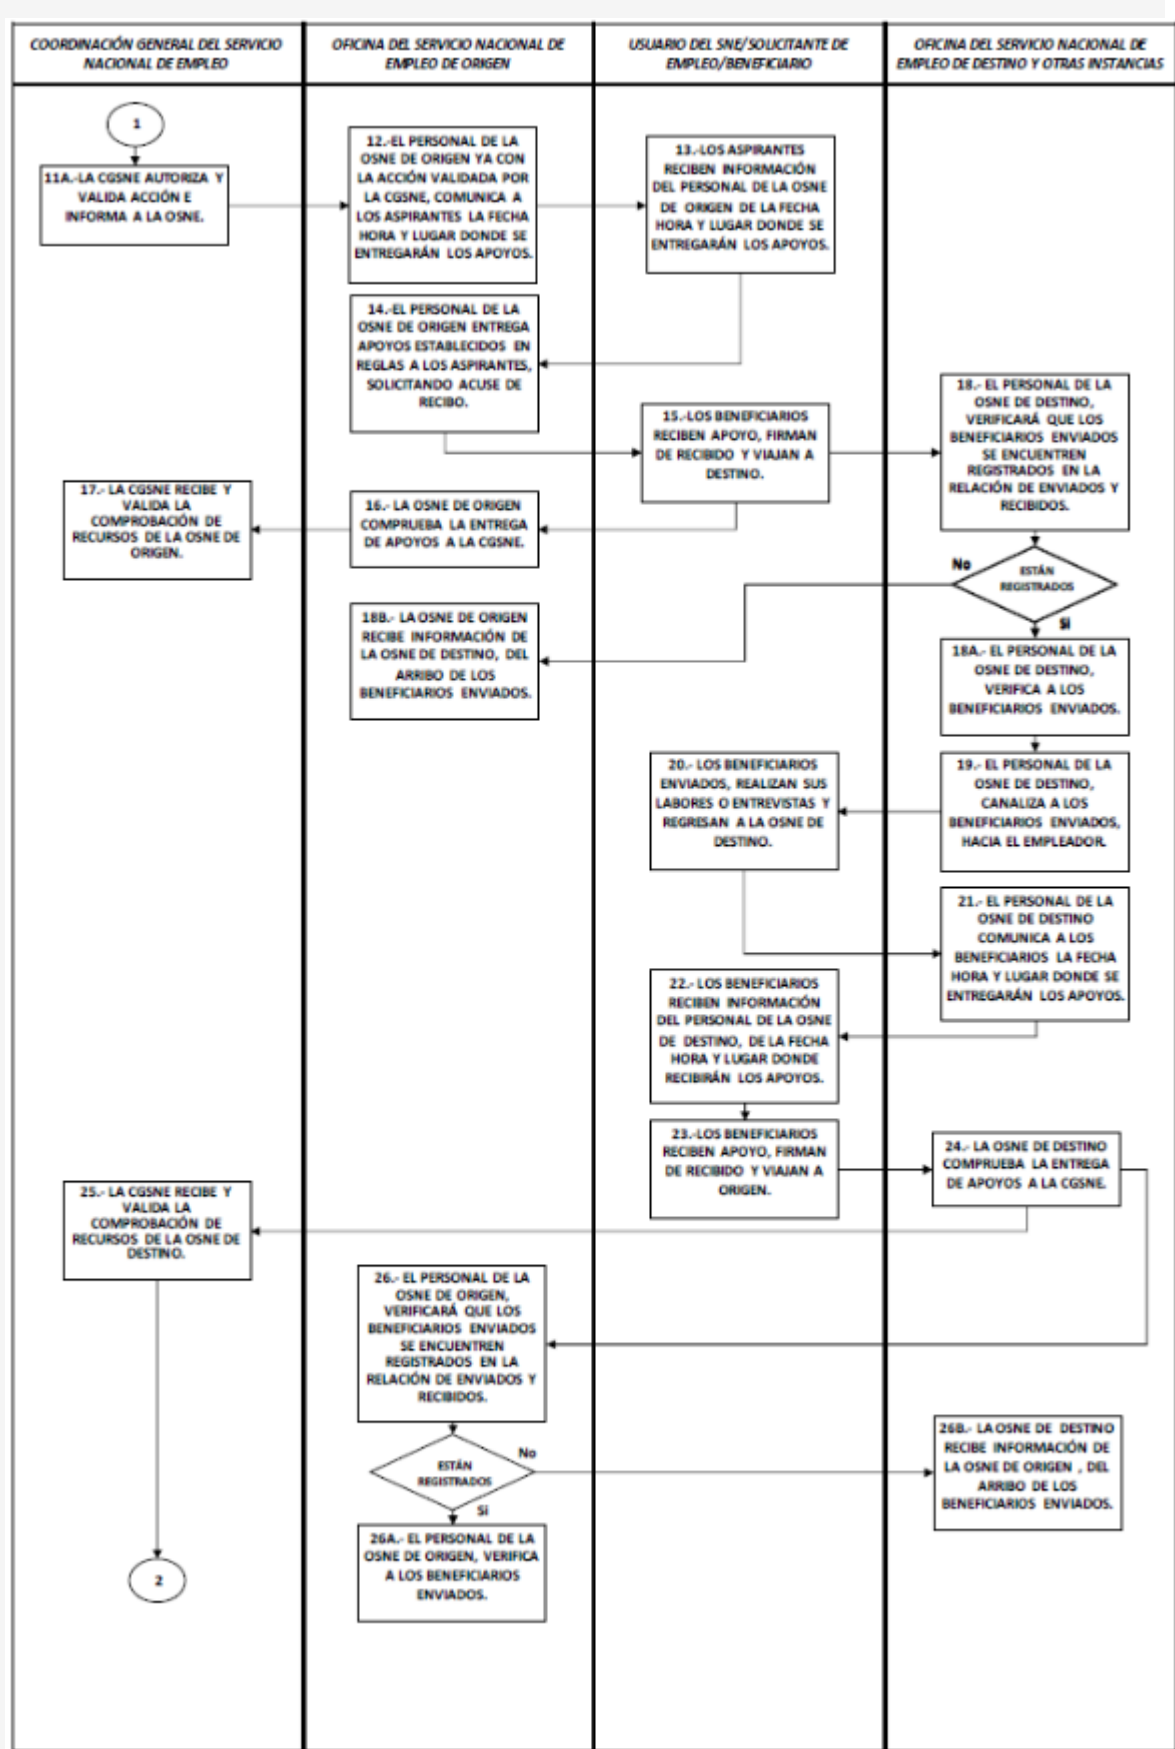 COORDINACIÓN GENERAL DEL SERVICIO
NACIONAL DE EMPLEO
OFICINA DEL SERVICIO NACIONAL DE
EMPLEO DE ORIGEN
USUARIO DEL SNE/SOLICITANTE DE
EMPLEO/BENEFICIARIO
OFICINA DEL SERVICIO NACIONAL DE
EMPLEO DE DESTINO Y OTRAS INSTANCIAS
1
11A.-LA CGSNE AUTORIZA Y
VALIDA ACCIÓN E
INFORMA A LA OSNE.
12.-EL PERSONAL DE LA
OSNE DE ORIGEN YA CON
LA ACCIÓN VALIDADA POR
LA CGSNE, COMUNICA A
LOS ASPIRANTES LA FECHA
HORA Y LUGAR DONDE SE
ENTREGARÁN LOS APOYOS.
13.-LOS ASPIRANTES
RECIBEN INFORMACIÓN
DEL PERSONAL DE LA OSNE
DE ORIGEN DE LA FECHA
HORA Y LUGAR DONDE SE
ENTREGARÁN LOS APOYOS.
14.-EL PERSONAL DE LA
OSNE DE ORIGEN ENTREGA
APOYOS ESTABLECIDOS EN
REGLAS A LOS ASPIRANTES,
SOLICITANDO ACUSE DE
RECIBO.
15.-LOS BENEFICIARIOS
RECIBEN APOYO, FIRMAN
DE RECIBIDO Y VIAJAN A
DESTINO.
18.- EL PERSONAL DE LA
OSNE DE DESTINO,
VERIFICARÁ QUE LOS
BENEFICIARIOS ENVIADOS
SE ENCUENTREN
REGISTRADOS EN LA
RELACIÓN DE ENVIADOS Y
RECIBIDOS.
17.- LA CGSNE RECIBE Y
VALIDA LA
COMPROBACIÓN DE
RECURSOS DE LA OSNE DE
ORIGEN.
16.- LA OSNE DE ORIGEN
COMPRUEBA LA ENTREGA
DE APOYOS A LA CGSNE.
No
ESTÁN
REGISTRADOS
Si
18B.- LA OSNE DE ORIGEN
RECIBE INFORMACIÓN DE
LA OSNE DE DESTINO, DEL
ARRIBO DE LOS
BENEFICIARIOS ENVIADOS.
18A.- EL PERSONAL DE LA
OSNE DE DESTINO,
VERIFICA A LOS
BENEFICIARIOS ENVIADOS.
20.- LOS BENEFICIARIOS
ENVIADOS, REALIZAN SUS
LABORES O ENTREVISTAS Y
REGRESAN A LA OSNE DE
DESTINO.
19.- EL PERSONAL DE LA
OSNE DE DESTINO,
CANALIZA A LOS
BENEFICIARIOS ENVIADOS,
HACIA EL EMPLEADOR.
21.- EL PERSONAL DE LA
OSNE DE DESTINO
COMUNICA A LOS
BENEFICIARIOS LA FECHA
HORA Y LUGAR DONDE SE
ENTREGARÁN LOS APOYOS.
22.- LOS BENEFICIARIOS
RECIBEN INFORMACIÓN
DEL PERSONAL DE LA OSNE
DE DESTINO, DE LA FECHA
HORA Y LUGAR DONDE
RECIBIRÁN LOS APOYOS.
23.-LOS BENEFICIARIOS
RECIBEN APOYO, FIRMAN
DE RECIBIDO Y VIAJAN A
ORIGEN.
24.- LA OSNE DE DESTINO
COMPRUEBA LA ENTREGA
DE APOYOS A LA CGSNE.
25.- LA CGSNE RECIBE Y
VALIDA LA
COMPROBACIÓN DE
RECURSOS DE LA OSNE DE
DESTINO.
26.- EL PERSONAL DE LA
OSNE DE ORIGEN,
VERIFICARÁ QUE LOS
BENEFICIARIOS ENVIADOS
SE ENCUENTREN
REGISTRADOS EN LA
RELACIÓN DE ENVIADOS Y
RECIBIDOS.
ESTÁN
REGISTRADOS
No
Si
26B.- LA OSNE DE DESTINO
RECIBE INFORMACIÓN DE
LA OSNE DE ORIGEN , DEL
ARRIBO DE LOS
BENEFICIARIOS ENVIADOS.
26A.- EL PERSONAL DE LA
OSNE DE ORIGEN, VERIFICA
A LOS BENEFICIARIOS
ENVIADOS.
2